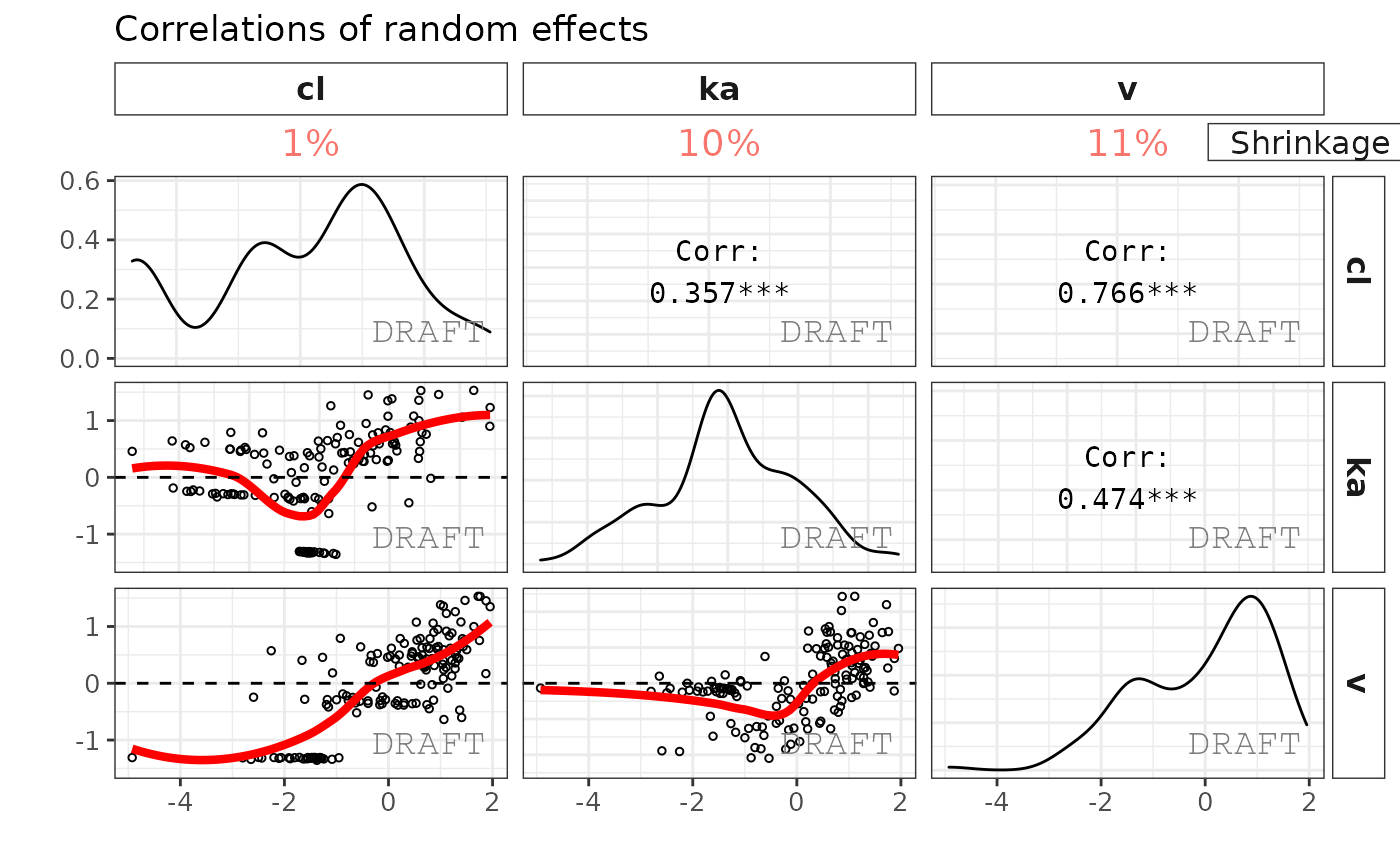 Correlations of random effects
cl ka v
1% 10% 11% Shrinkage
0.6
0.4
0.2
0.0
Corr:
0.357***
Corr:
0.766***
DRAFT DRAFT DRAFT
cl
1
0
-1
Corr:
0.474***
DRAFT DRAFT DRAFT
ka
1
0
-1
DRAFT DRAFT DRAFT
v
-4 -2 0 2 -4 -2 0 2 -4 -2 0 2